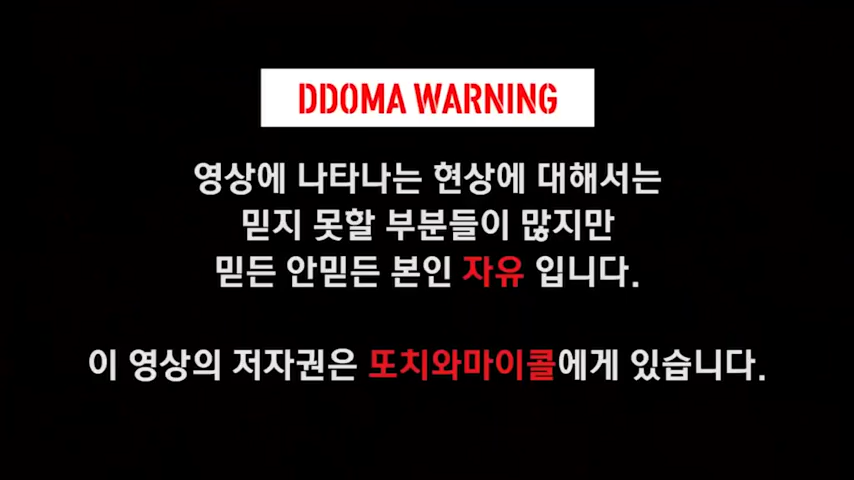 DDOMA WARNING
영상에 나타나는 현상에 대해서는
믿지 못할 부분들이 많지만
믿든 안믿든 본인 자유 입니다.
이 영상의 저자권은 또치와마이콜에게 있습니다.